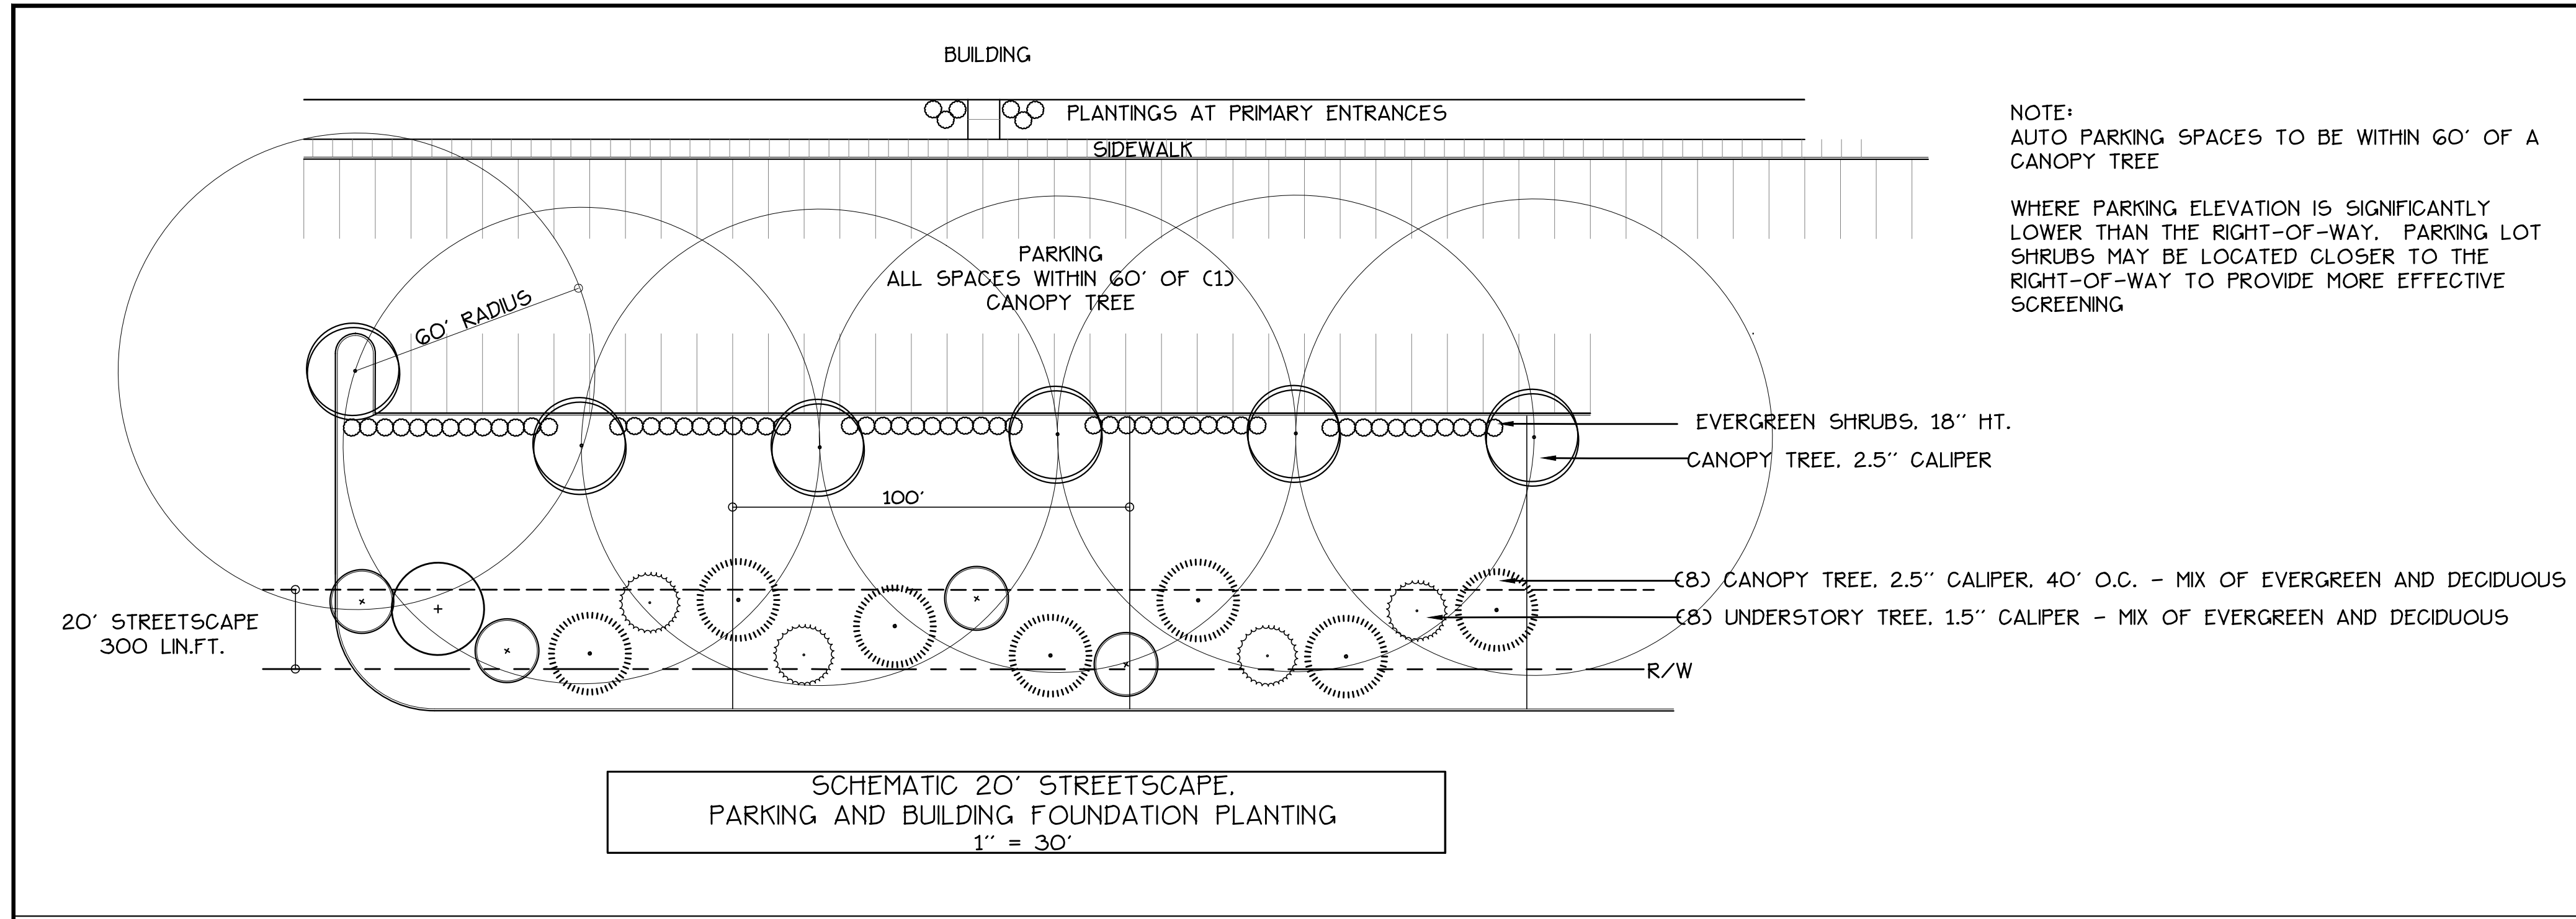 BUILDING
PLANTINGS AT PRIMARY ENTRANCES
SIDEWALK
NOTE:
AUTO PARKING SPACES TO BE WITHIN 60' OF A
CANOPY TREE
WHERE PARKING ELEVATION IS SIGNIFICANTLY
LOWER THAN THE RIGHT-OF-WAY, PARKING LOT
SHRUBS MAY BE LOCATED CLOSER TO THE
RIGHT-OF-WAY TO PROVIDE MORE EFFECTIVE
SCREENING
PARKING
ALL SPACES WITHIN 60' OF (1)
CANOPY TREE
60' RADIUS
EVERGREEN SHRUBS, 18'' HT.
CANOPY TREE, 2.5'' CALIPER
100'
(8) CANOPY TREE, 2.5'' CALIPER, 40' O.C. - MIX OF EVERGREEN AND DECIDUOUS
(8) UNDERSTORY TREE, 1.5'' CALIPER - MIX OF EVERGREEN AND DECIDUOUS
20' STREETSCAPE
300 LIN.FT.
R/W
SCHEMATIC 20' STREETSCAPE,
PARKING AND BUILDING FOUNDATION PLANTING
1'' = 30'